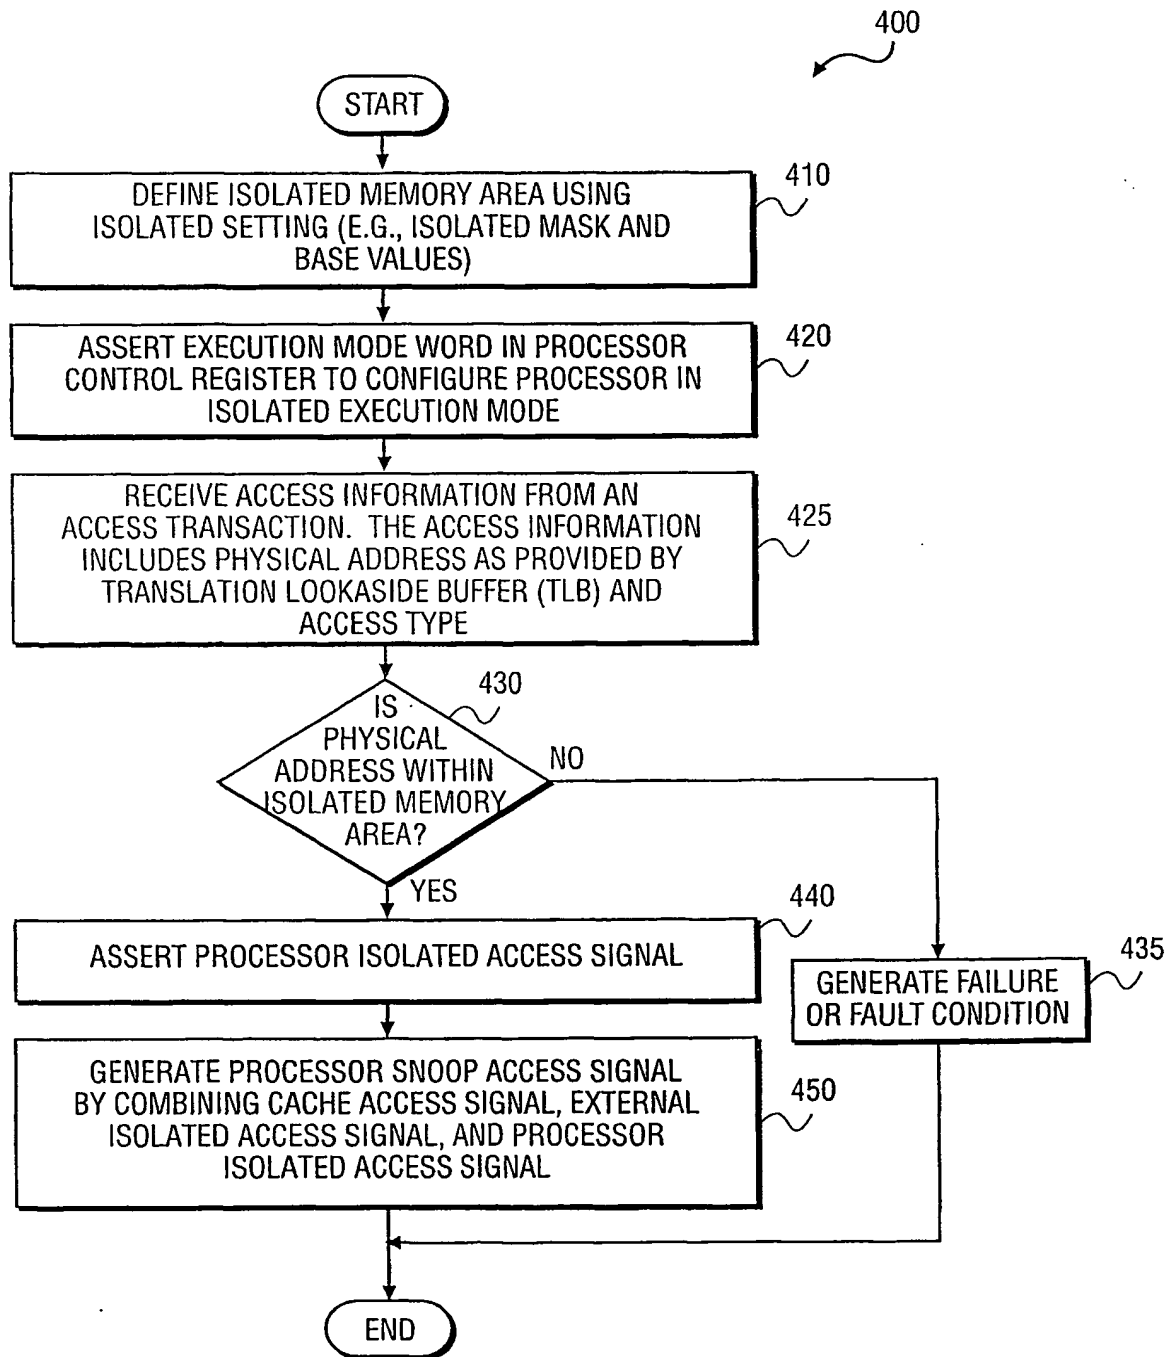 400
START
410
DEFINE ISOLATED MEMORY AREA USING
ISOLATED SETTING (E.G., ISOLATED MASK AND
BASE VALUES)
420
ASSERT EXECUTION MODE WORD IN PROCESSOR
CONTROL REGISTER TO CONFIGURE PROCESSOR IN
ISOLATED EXECUTION MODE
425
RECEIVE ACCESS INFORMATION FROM AN
ACCESS TRANSACTION. THE ACCESS INFORMATION
INCLUDES PHYSICAL ADDRESS AS PROVIDED BY
TRANSLATION LOOKASIDE BUFFER (TLB) AND
ACCESS TYPE
430
IS
PHYSICAL
ADDRESS WITHIN
ISOLATED MEMORY
AREA?
NO
YES
440
ASSERT PROCESSOR ISOLATED ACCESS SIGNAL
435
GENERATE FAILURE
OR FAULT CONDITION
450
GENERATE PROCESSOR SNOOP ACCESS SIGNAL
BY COMBINING CACHE ACCESS SIGNAL, EXTERNAL
ISOLATED ACCESS SIGNAL, AND PROCESSOR
ISOLATED ACCESS SIGNAL
END